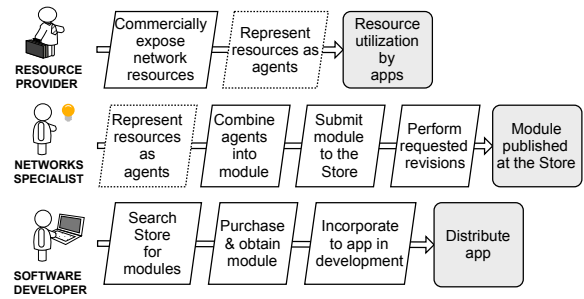 RESOURCE
PROVIDER
Commercially
expose
network
resources
Represent
resources as
agents
Resource
utilization
by
apps
NETWORKS
SPECIALIST
Represent
resources
as
agents
Combine
agents
into
module
Submit
module
to the
Store
Perform
requested
revisions
Module
published
at the Store
SOFTWARE
DEVELOPER
Search
Store
for
modules
Purchase
& obtain
module
Incorporate
to app in
development
Distribute
app